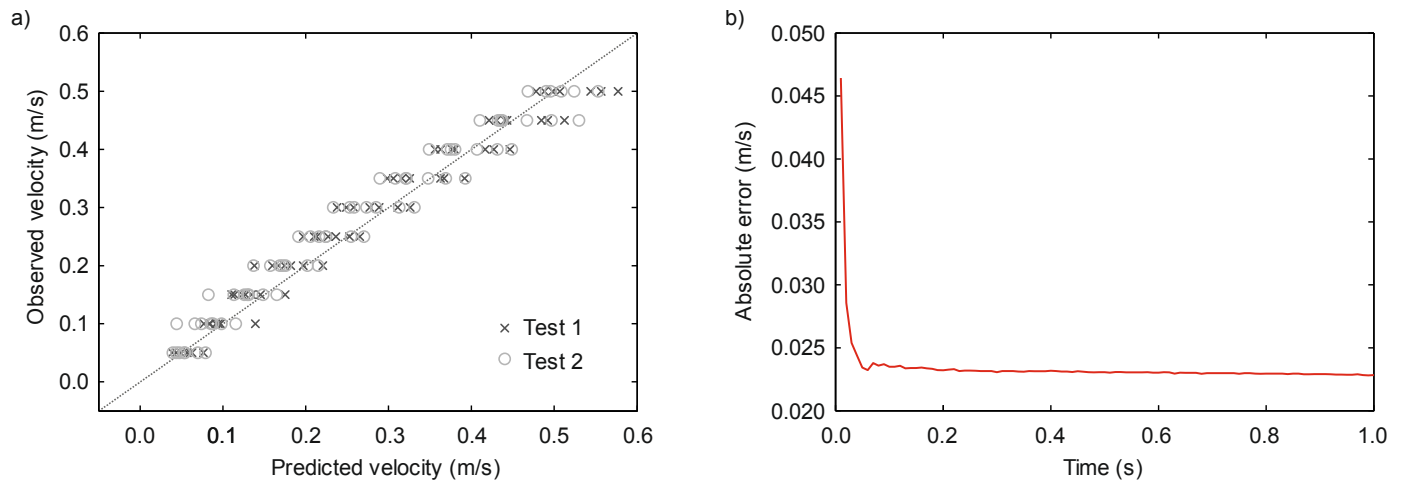 a)
Observed velocity (m/s)
0.6
0.5
0.4
0.3
0.2
0.1
0.0
Test 1
Test 2
0.0 0.1 0.2 0.3 0.4 0.5 0.6
Predicted velocity (m/s)
b)
Absolute error (m/s)
0.050
0.045
0.040
0.035
0.030
0.025
0.020
0.0 0.2 0.4 0.6 0.8 1.0
Time (s)